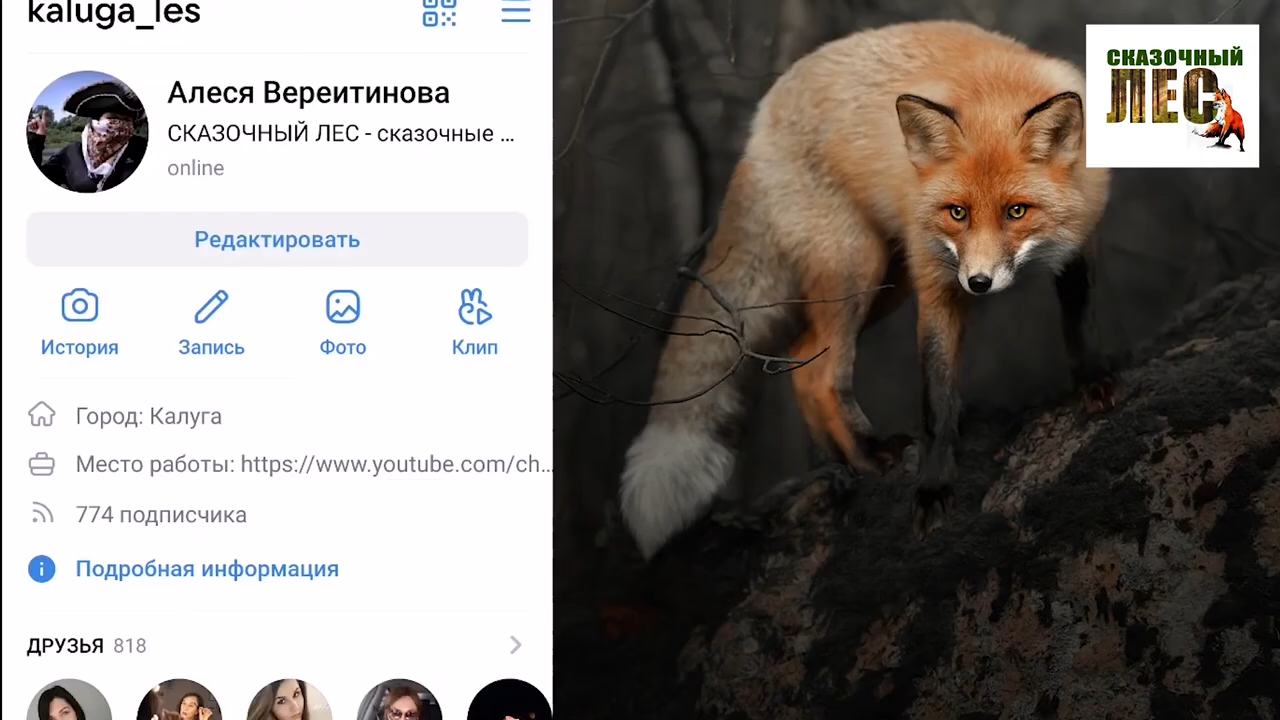 kaluga_les
Алеся Вереитинова
СКАЗОЧНЫЙ ЛЕС - сказочные ...
online
Редактировать
История
Запись
Фото
Клип
Город: Калуга
Место работы: https://www.youtube.com/ch...
774 подписчика
Подробная информация
ДРУЗЬЯ 818
СКАЗОЧНЫЙ
ЛЕС